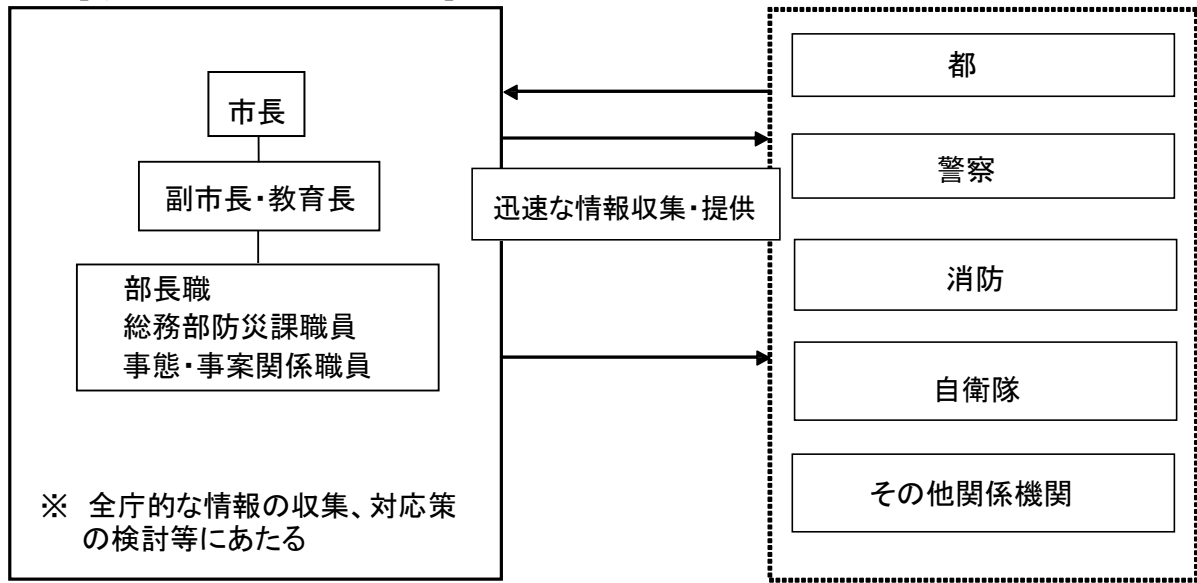 市長
副市長・教育長
部長職
総務部防災課職員
事態・事案関係職員
※ 全庁的な情報の収集、対応策
の検討等にあたる
迅速な情報収集・提供
都
警察
消防
自衛隊
その他関係機関